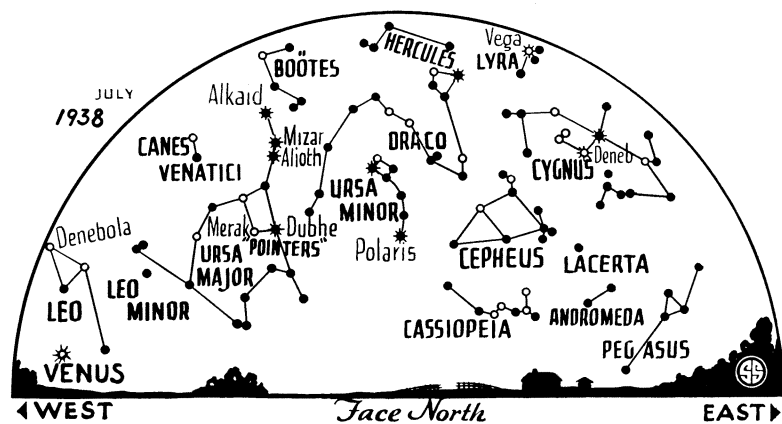 JULY
1938
HERCULES
Vega
LYRA
BOÖTES
Alkaid
CANES
VENATICI
Mizar
Alioth
DRACO
CYGNUS
Deneb
URSA
MINOR
Denebola
Merak
Dubhe
"POINTERS"
URSA
MAJOR
Polaris
CEPHEUS
LACERTA
LEO
LEO
MINOR
CASSIOPEIA
ANDROMEDA
PEGASUS
VENUS
SS
WEST
Face North
EAST